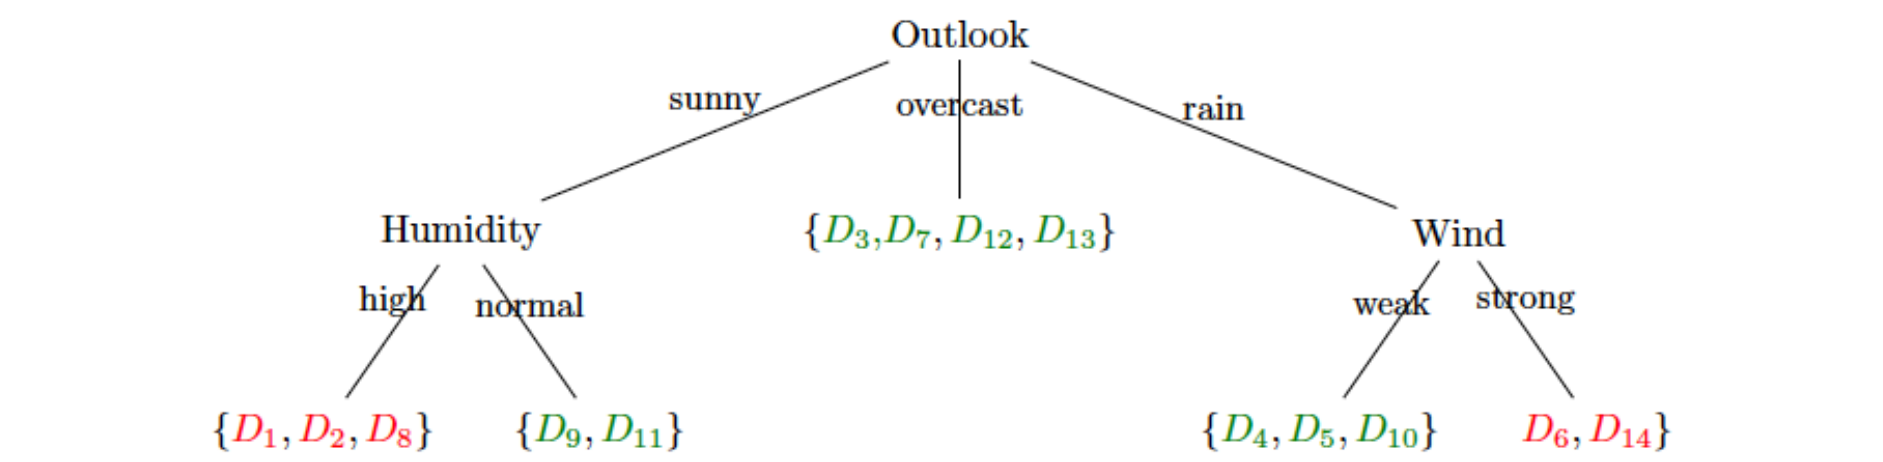 Outlook
sunny overcast rain
Humidity {D₃,D₇, D₁₂, D₁₃} Wind
high normal weak strong
{D₁, D₂, D₈} {D₉, D₁₁} {D₄, D₅, D₁₀} D₆, D₁₄}